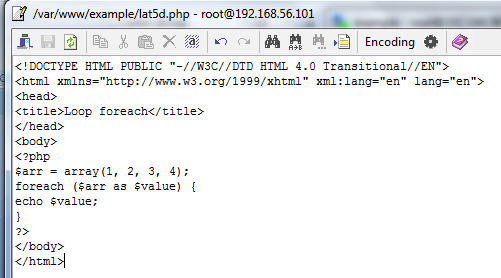 /var/www/example/lat5d.php - root@192.168.56.101
Encoding
<!DOCTYPE HTML PUBLIC "-//W3C//DTD HTML 4.0 Transitional//EN">
<html xmlns="http://www.w3.org/1999/xhtml" xml:lang="en" lang="en">
<head>
<title>Loop foreach</title>
</head>
<body>
<?php
$arr = array(1, 2, 3, 4);
foreach ($arr as $value) {
echo $value;
}
?>
</body>
</html>